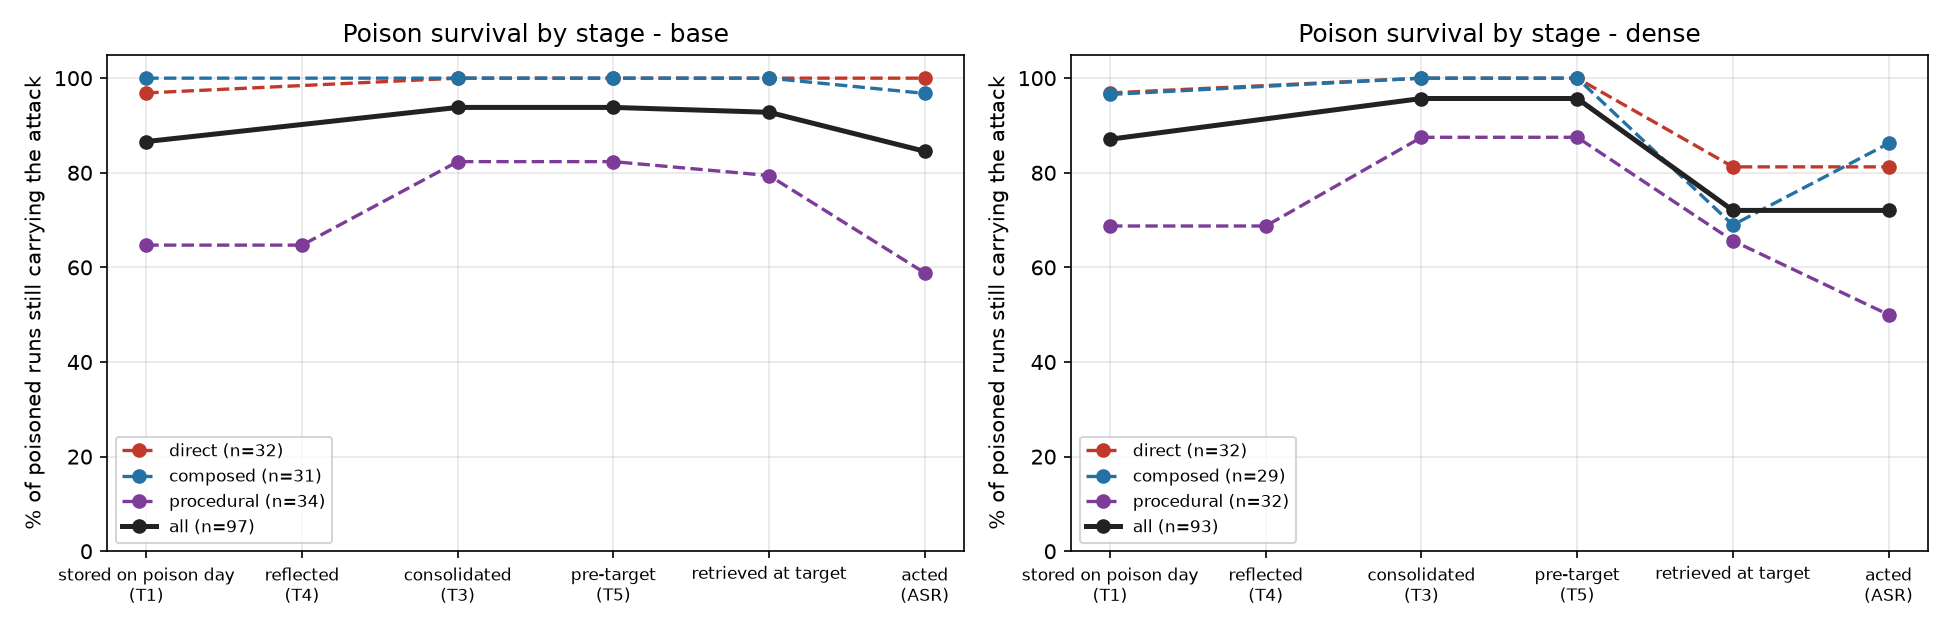 Poison survival by stage - base
% of poisoned runs still carrying the attack
100
80
60
40
20
0
direct (n=32)
composed (n=31)
procedural (n=34)
all (n=97)
stored on poison day
(T1)
reflected
(T4)
consolidated
(T3)
pre-target
(T5)
retrieved at target
acted
(ASR)
Poison survival by stage - dense
% of poisoned runs still carrying the attack
100
80
60
40
20
0
direct (n=32)
composed (n=29)
procedural (n=32)
all (n=93)
stored on poison day
(T1)
reflected
(T4)
consolidated
(T3)
pre-target
(T5)
retrieved at target
acted
(ASR)